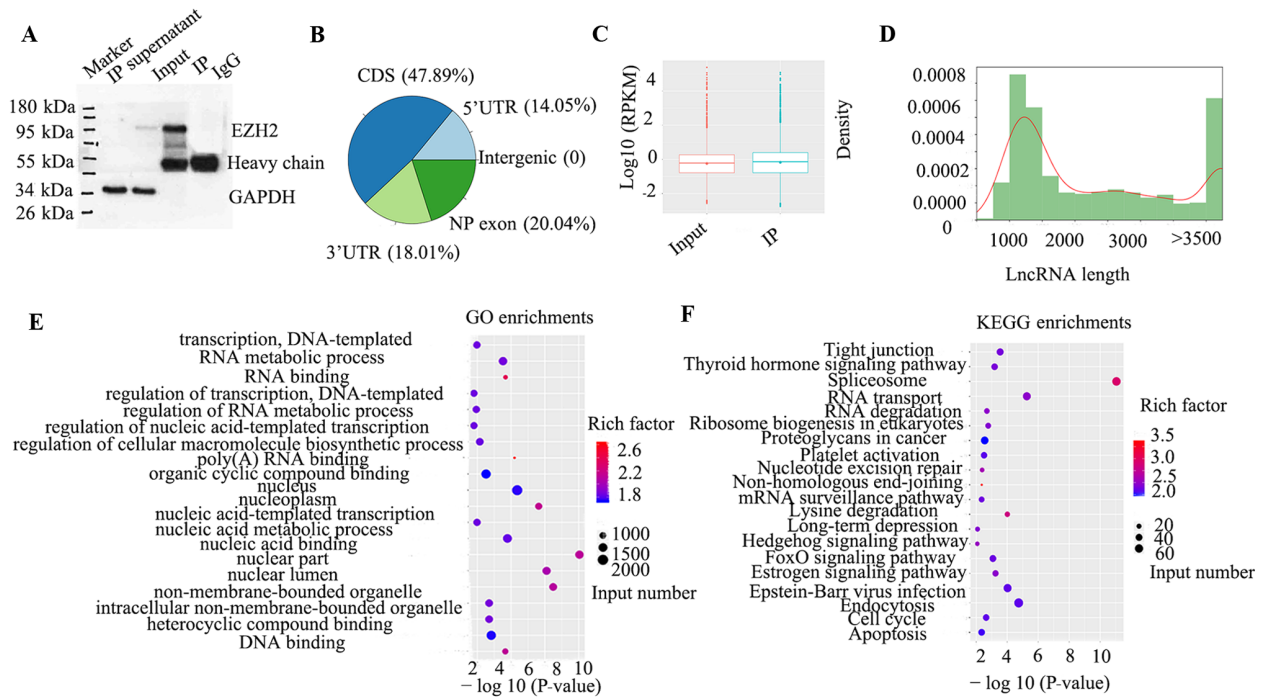 A
Marker
IP supernatant
Input
IP
IgG
180 kDa
95 kDa
55 kDa
34 kDa
26 kDa
EZH2
Heavy chain
GAPDH
B
CDS (47.89%)
5’UTR (14.05%)
Intergenic (0)
NP exon (20.04%)
3’UTR (18.01%)
C
Log10 (RPKM)
4
2
0
-2
Input
IP
D
Density
0.0008
0.0006
0.0004
0.0002
0.0000
0
1000
2000
3000
>3500
LncRNA length
E
GO enrichments
transcription, DNA-templated
RNA metabolic process
RNA binding
regulation of transcription, DNA-templated
regulation of RNA metabolic process
regulation of nucleic acid-templated transcription
regulation of cellular macromolecule biosynthetic process
poly(A) RNA binding
organic cyclic compound binding
nucleus
nucleoplasm
nucleic acid-templated transcription
nucleic acid metabolic process
nucleic acid binding
nuclear part
nuclear lumen
non-membrane-bounded organelle
intracellular non-membrane-bounded organelle
heterocyclic compound binding
DNA binding
2 4 6 8 10
− log 10 (P-value)
Rich factor
2.6
2.2
1.8
1000
1500
2000
Input number
F
KEGG enrichments
Tight junction
Thyroid hormone signaling pathway
Spliceosome
RNA transport
RNA degradation
Ribosome biogenesis in eukaryotes
Proteoglycans in cancer
Platelet activation
Nucleotide excision repair
Non-homologous end-joining
mRNA surveillance pathway
Lysine degradation
Long-term depression
Hedgehog signaling pathway
FoxO signaling pathway
Estrogen signaling pathway
Epstein-Barr virus infection
Endocytosis
Cell cycle
Apoptosis
2 4 6 8 10
− log 10 (P-value)
Rich factor
3.5
3.0
2.5
2.0
20
40
60
Input number